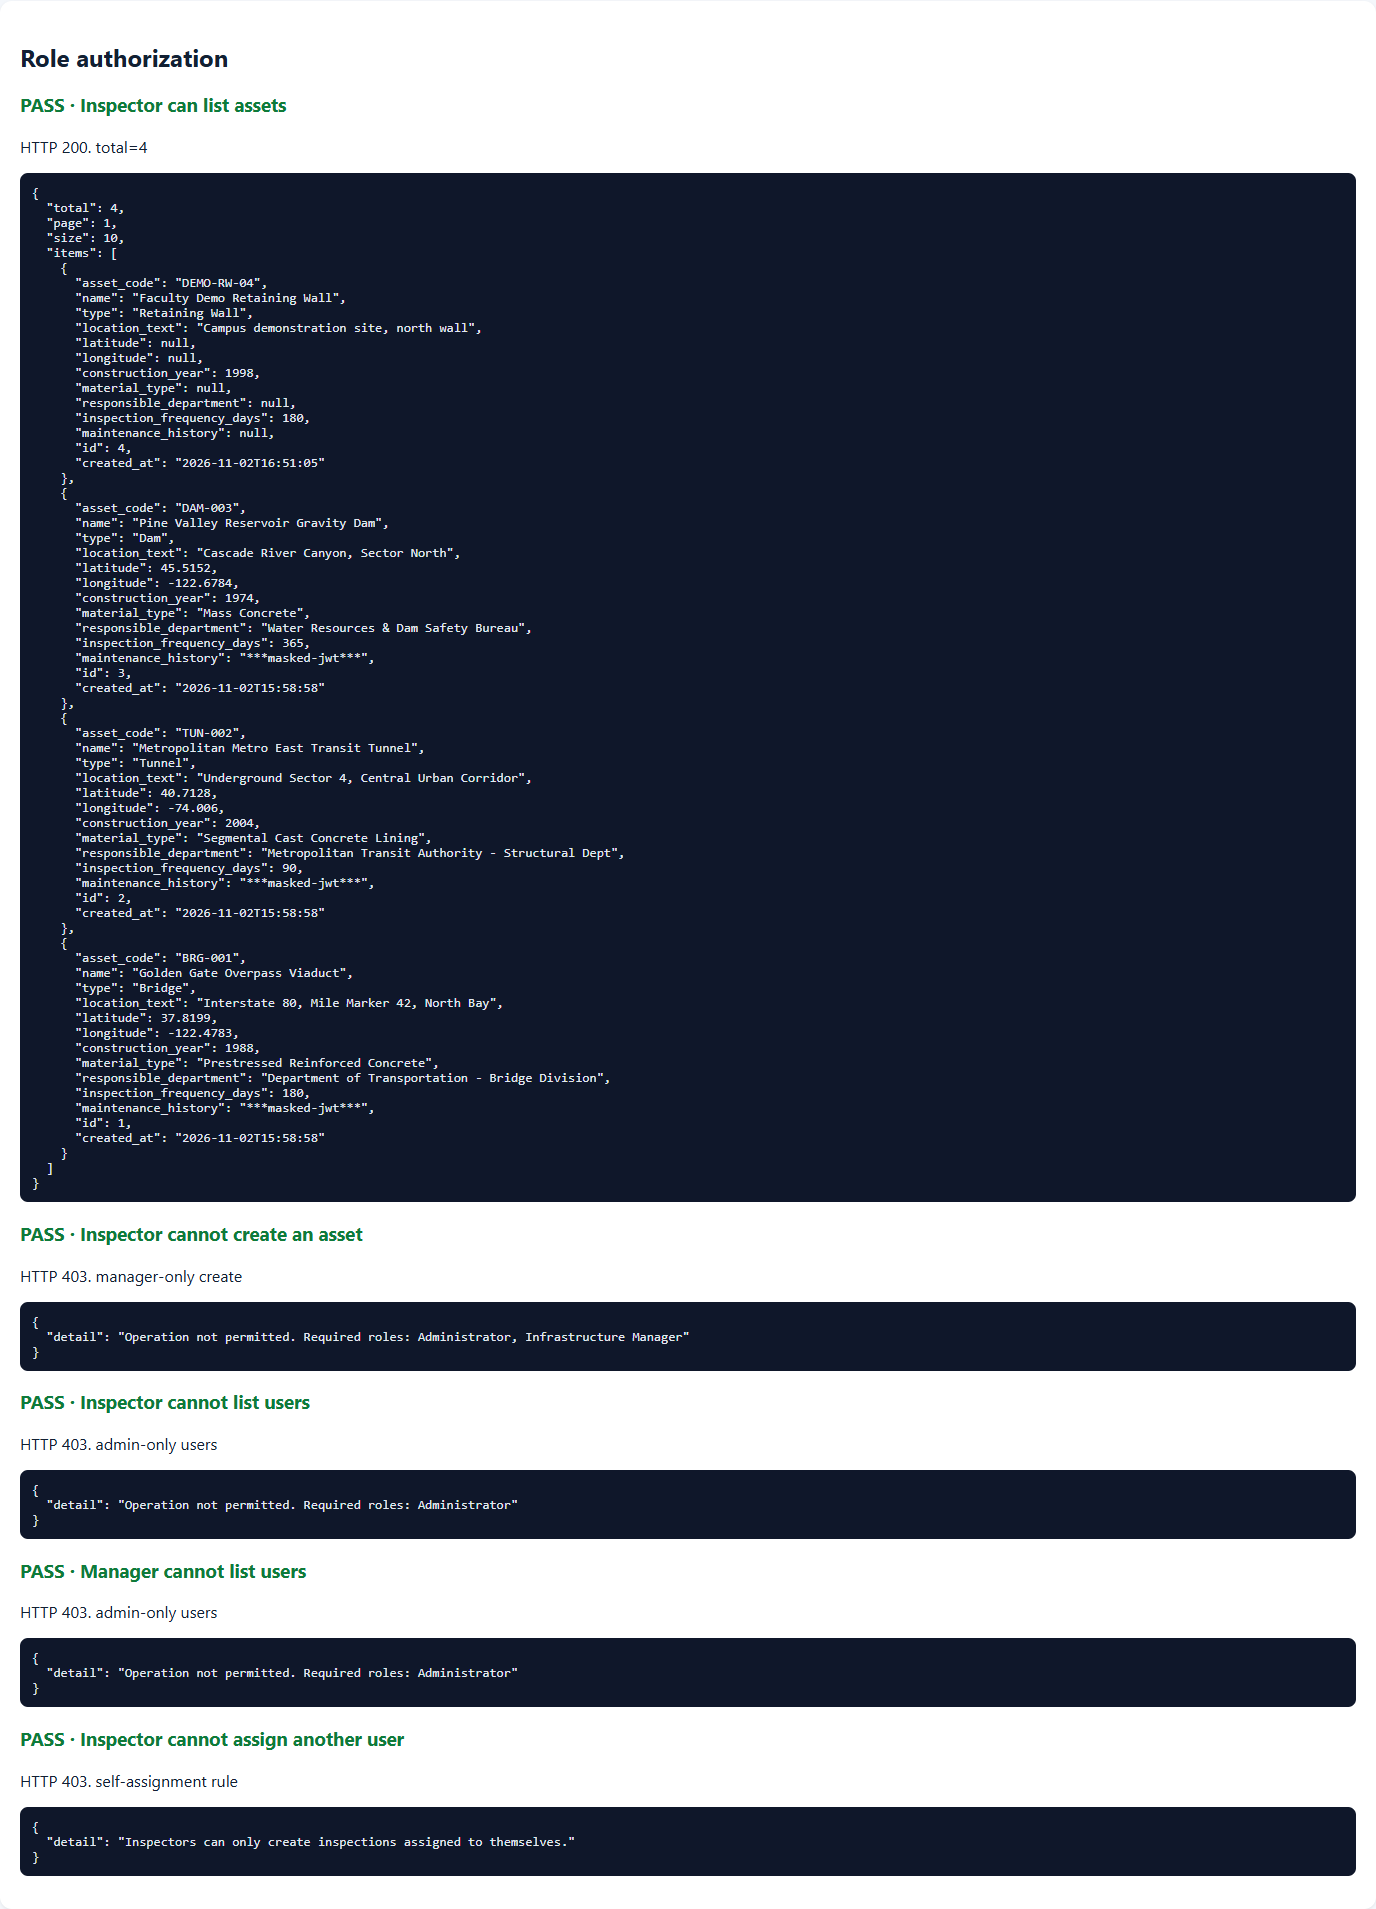 Role authorization
PASS · Inspector can list assets
HTTP 200. total=4
{
  "total": 4,
  "page": 1,
  "size": 10,
  "items": [
    {
      "asset_code": "DEMO-RW-04",
      "name": "Faculty Demo Retaining Wall",
      "type": "Retaining Wall",
      "location_text": "Campus demonstration site, north wall",
      "latitude": null,
      "longitude": null,
      "construction_year": 1998,
      "material_type": null,
      "responsible_department": null,
      "inspection_frequency_days": 180,
      "maintenance_history": null,
      "id": 4,
      "created_at": "2026-11-02T16:51:05"
    },
    {
      "asset_code": "DAM-003",
      "name": "Pine Valley Reservoir Gravity Dam",
      "type": "Dam",
      "location_text": "Cascade River Canyon, Sector North",
      "latitude": 45.5152,
      "longitude": -122.6784,
      "construction_year": 1974,
      "material_type": "Mass Concrete",
      "responsible_department": "Water Resources & Dam Safety Bureau",
      "inspection_frequency_days": 365,
      "maintenance_history": "***masked-jwt***",
      "id": 3,
      "created_at": "2026-11-02T15:58:58"
    },
    {
      "asset_code": "TUN-002",
      "name": "Metropolitan Metro East Transit Tunnel",
      "type": "Tunnel",
      "location_text": "Underground Sector 4, Central Urban Corridor",
      "latitude": 40.7128,
      "longitude": -74.006,
      "construction_year": 2004,
      "material_type": "Segmental Cast Concrete Lining",
      "responsible_department": "Metropolitan Transit Authority - Structural Dept",
      "inspection_frequency_days": 90,
      "maintenance_history": "***masked-jwt***",
      "id": 2,
      "created_at": "2026-11-02T15:58:58"
    },
    {
      "asset_code": "BRG-001",
      "name": "Golden Gate Overpass Viaduct",
      "type": "Bridge",
      "location_text": "Interstate 80, Mile Marker 42, North Bay",
      "latitude": 37.8199,
      "longitude": -122.4783,
      "construction_year": 1988,
      "material_type": "Prestressed Reinforced Concrete",
      "responsible_department": "Department of Transportation - Bridge Division",
      "inspection_frequency_days": 180,
      "maintenance_history": "***masked-jwt***",
      "id": 1,
      "created_at": "2026-11-02T15:58:58"
    }
  ]
}
PASS · Inspector cannot create an asset
HTTP 403. manager-only create
{
  "detail": "Operation not permitted. Required roles: Administrator, Infrastructure Manager"
}
PASS · Inspector cannot list users
HTTP 403. admin-only users
{
  "detail": "Operation not permitted. Required roles: Administrator"
}
PASS · Manager cannot list users
HTTP 403. admin-only users
{
  "detail": "Operation not permitted. Required roles: Administrator"
}
PASS · Inspector cannot assign another user
HTTP 403. self-assignment rule
{
  "detail": "Inspectors can only create inspections assigned to themselves."
}